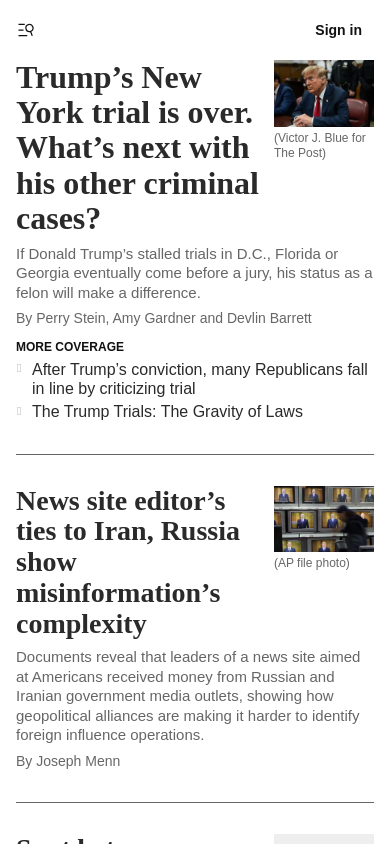 Sign in
Trump’s New
York trial is over.
What’s next with
his other criminal
cases?
(Victor J. Blue for
The Post)
If Donald Trump’s stalled trials in D.C., Florida or
Georgia eventually come before a jury, his status as a
felon will make a difference.
By Perry Stein, Amy Gardner and Devlin Barrett
MORE COVERAGE
After Trump’s conviction, many Republicans fall
in line by criticizing trial
The Trump Trials: The Gravity of Laws
News site editor’s
ties to Iran, Russia
show
misinformation’s
complexity
(AP file photo)
Documents reveal that leaders of a news site aimed
at Americans received money from Russian and
Iranian government media outlets, showing how
geopolitical alliances are making it harder to identify
foreign influence operations.
By Joseph Menn